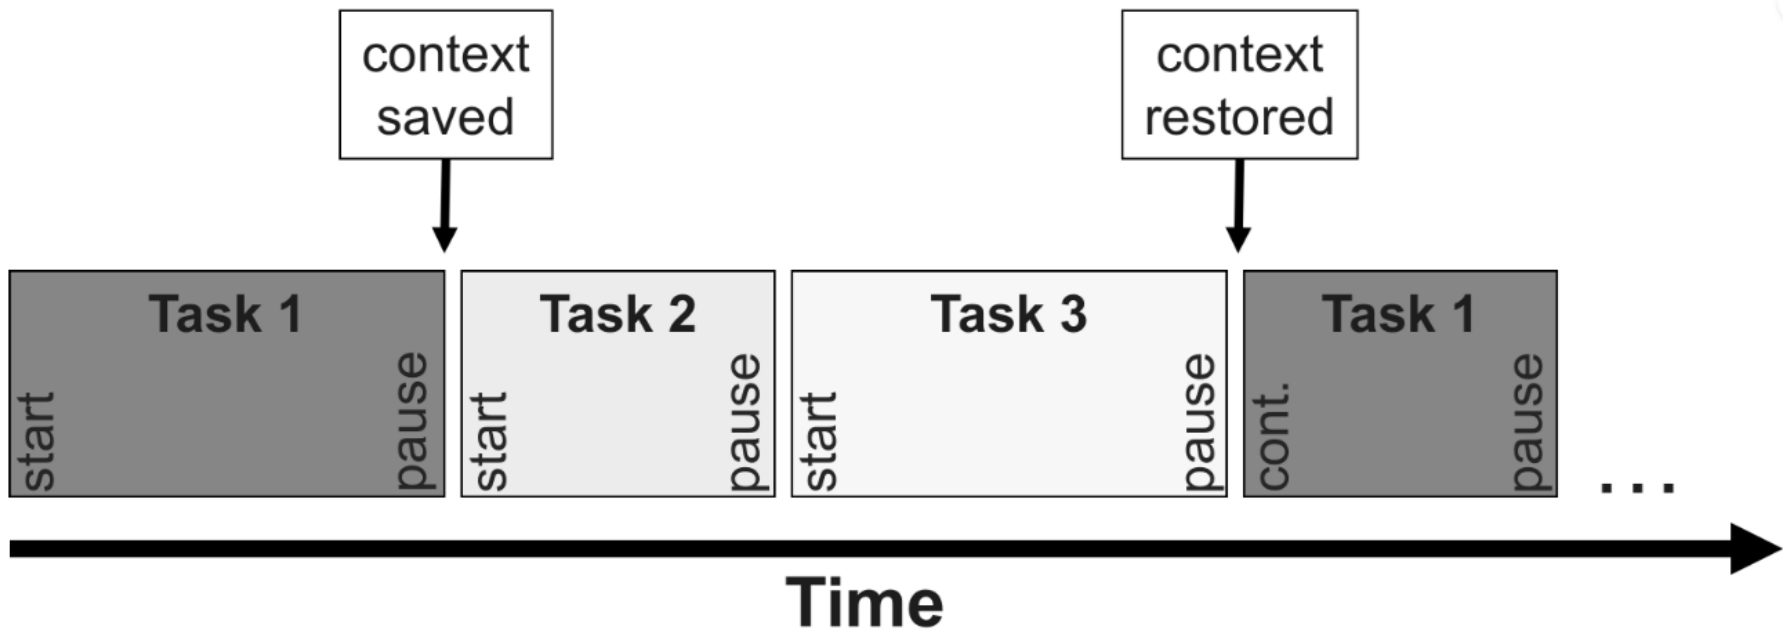 context
saved
context
restored
Task 1
start
pause
Task 2
start
pause
Task 3
start
pause
Task 1
cont.
pause
...
Time